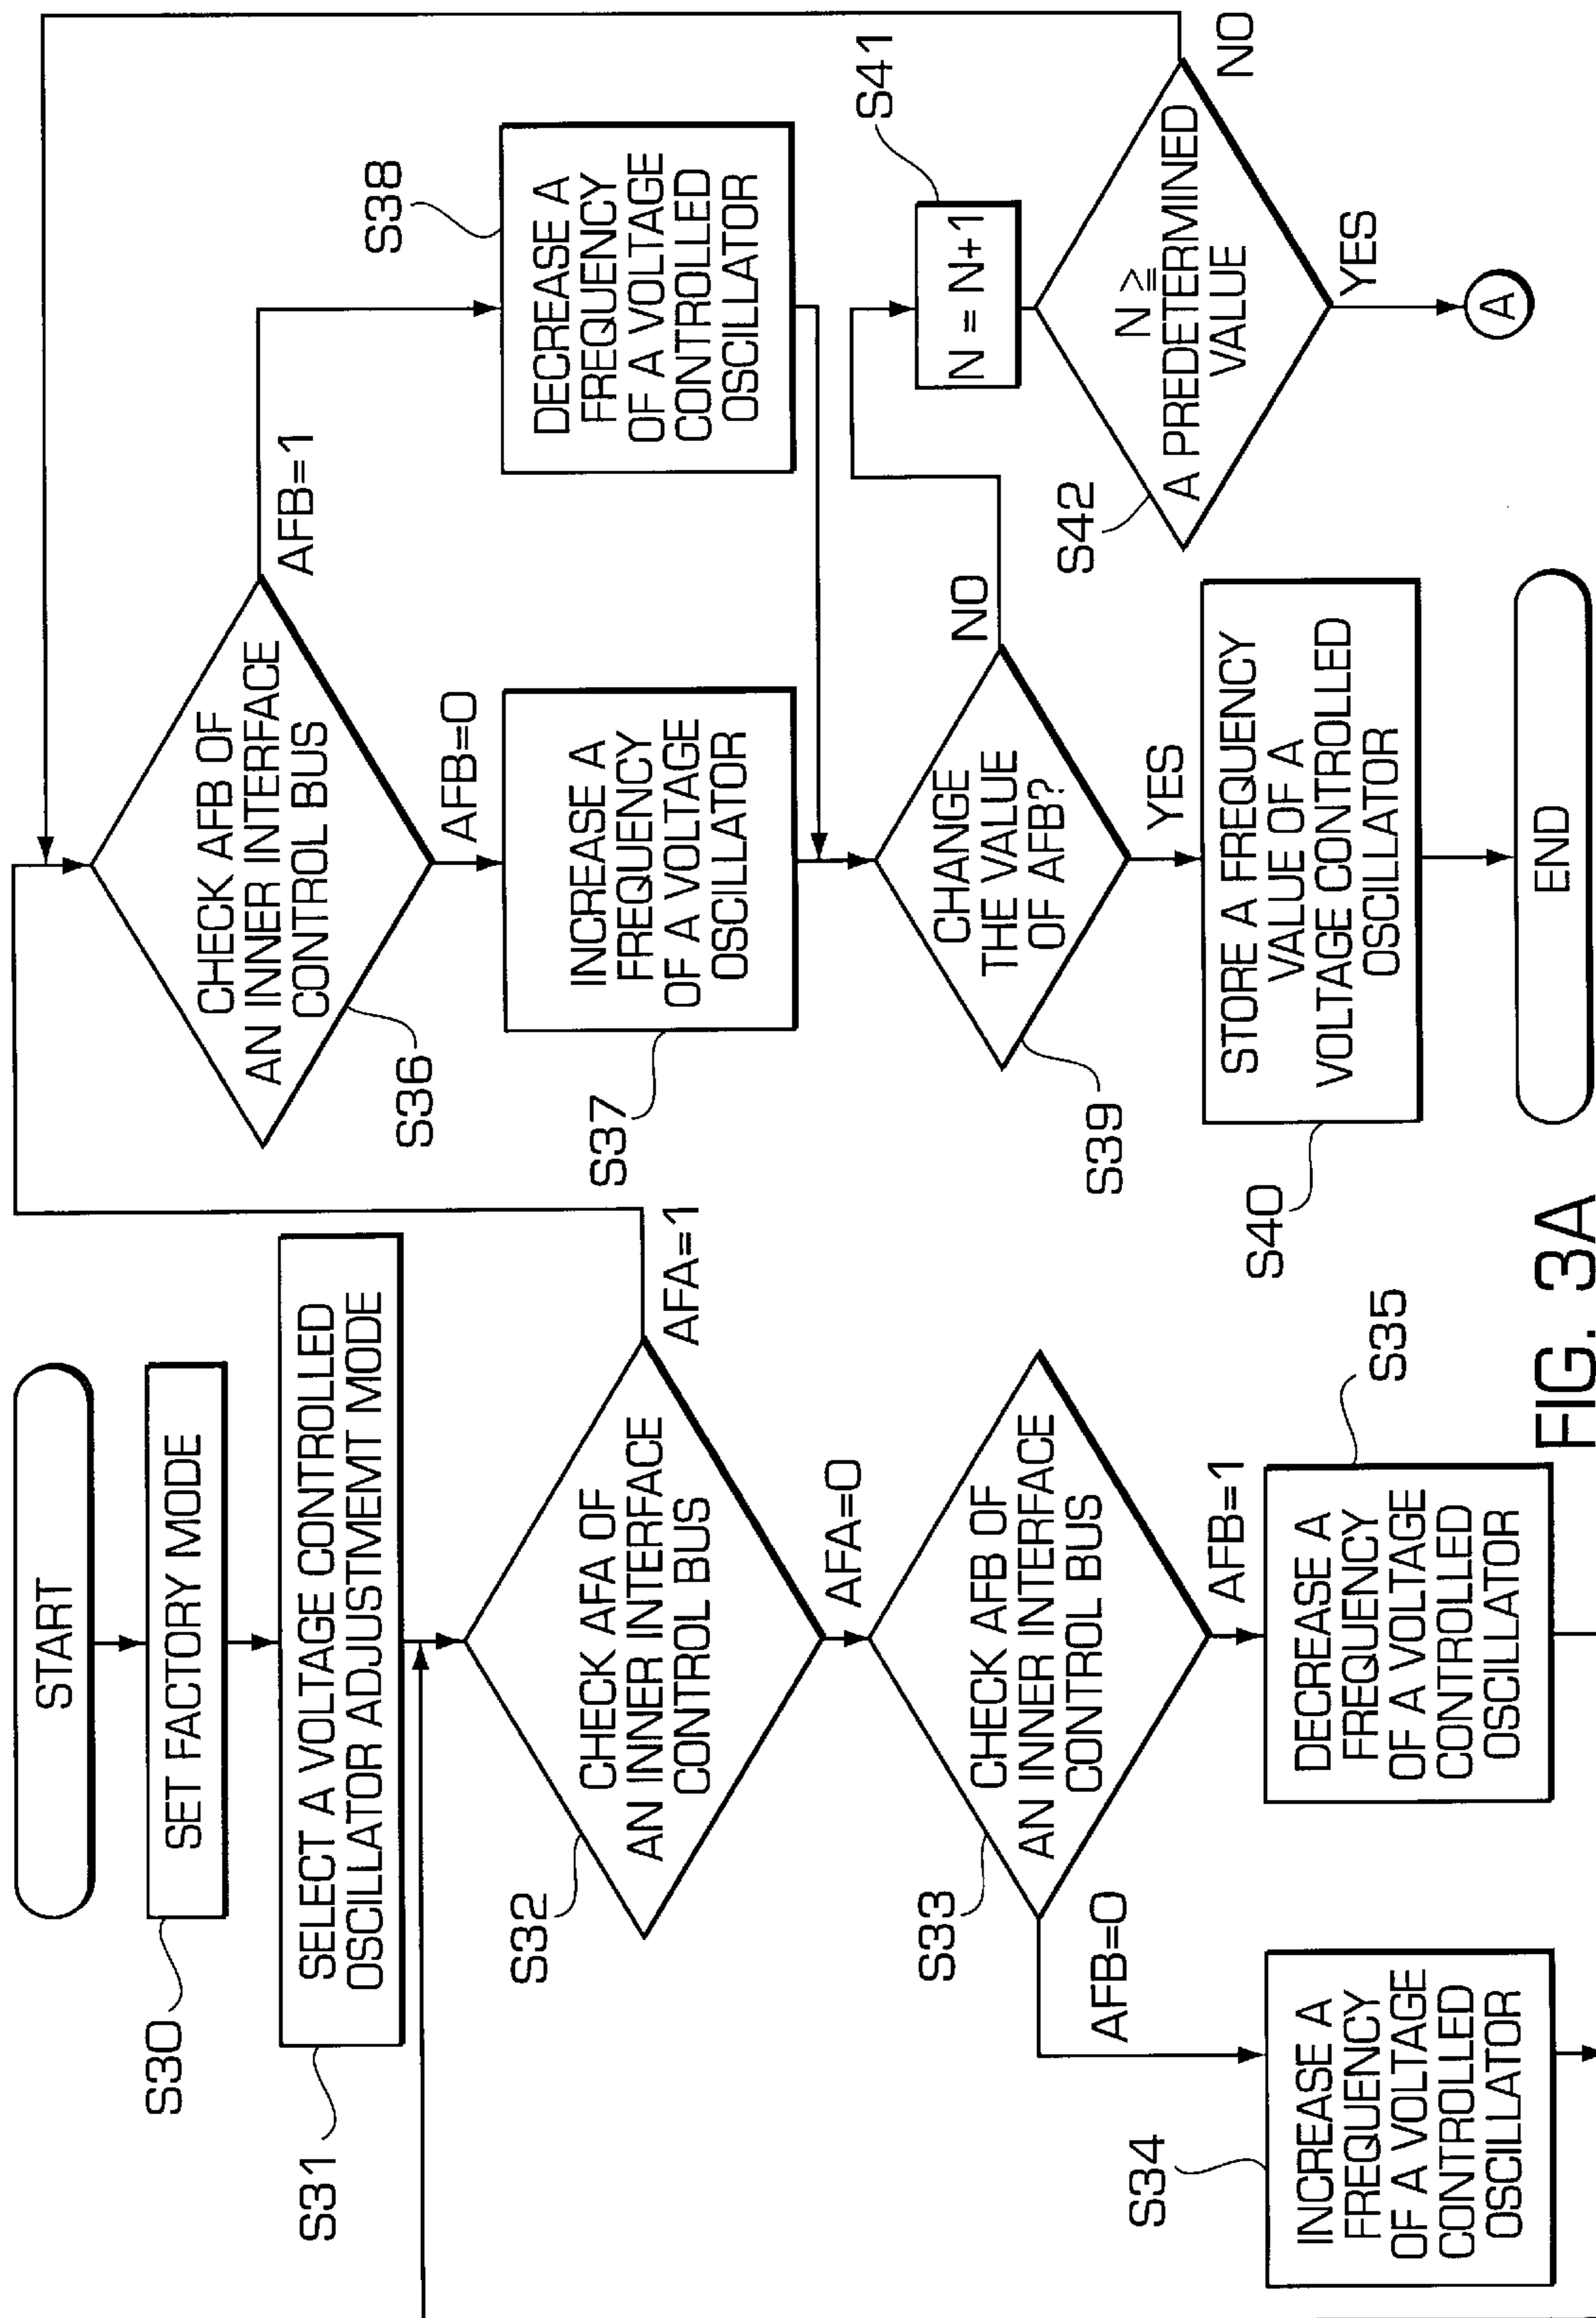 START
S30
SET FACTORY MODE
S31
SELECT A VOLTAGE CONTROLLED
OSCILLATOR ADJUSTMEMT MODE
S32
CHECK AFA OF
AN INNER INTERFACE
CONTROL BUS
AFA=1
AFA=0
S33
CHECK AFB OF
AN INNER INTERFACE
CONTROL BUS
AFB=0
AFB=1
S34
INCREASE A
FREQUENCY
OF A VOLTAGE
CONTROLLED
OSCILLATOR
S35
DECREASE A
FREQUENCY
OF A VOLTAGE
CONTROLLED
OSCILLATOR
S36
CHECK AFB OF
AN INNER INTERFACE
CONTROL BUS
AFB=1
AFB=0
S37
INCREASE A
FREQUENCY
OF A VOLTAGE
OSCILLATOR
S38
DECREASE A
FREQUENCY
OF A VOLTAGE
CONTROLLED
OSCILLATOR
S39
CHANGE
THE VALUE
OF AFB?
NO
YES
S40
STORE A FREQUENCY
VALUE OF A
VOLTAGE CONTROLLED
OSCILLATOR
END
S41
N = N+1
S42
N ≧
A PREDETERMINED
VALUE
NO
YES
A
FIG. 3A